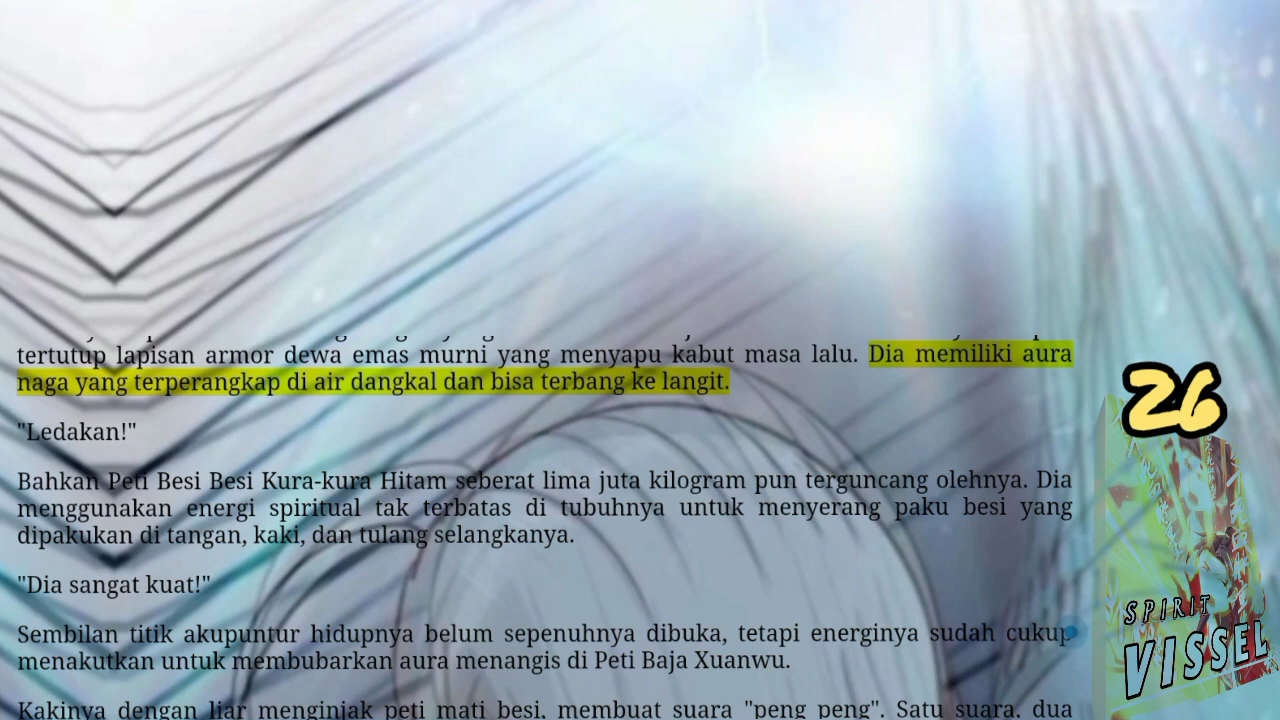 tertutup lapisan armor dewa emas murni yang menyapu kabut masa lalu. Dia memiliki aura
naga yang terperangkap di air dangkal dan bisa terbang ke langit.
"Ledakan!"
Bahkan Peti Besi Besi Kura-kura Hitam seberat lima juta kilogram pun terguncang olehnya. Dia
menggunakan energi spiritual tak terbatas di tubuhnya untuk menyerang paku besi yang
dipakukan di tangan, kaki, dan tulang selangkanya.
"Dia sangat kuat!"
Sembilan titik akupuntur hidupnya belum sepenuhnya dibuka, tetapi energinya sudah cukup
menakutkan untuk membubarkan aura menangis di Peti Baja Xuanwu.
Kakinya dengan liar menginjak peti mati besi, membuat suara "peng peng". Satu suara, dua
26
SPIRIT
VISSEL